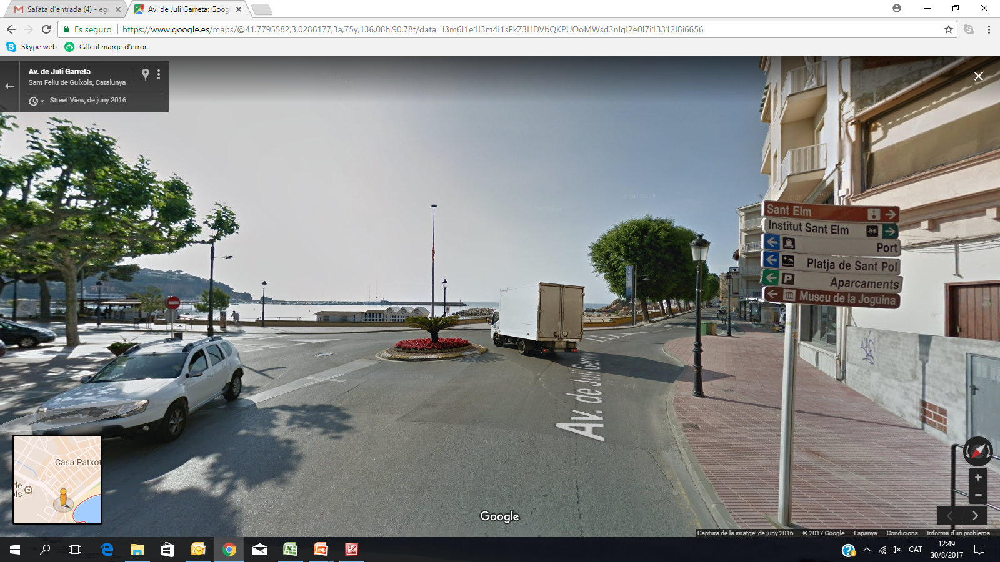 Safata d'entrada (4) - egu
Av. de Juli Garreta: Goog
Es seguro
https://www.google.es/maps/@41.7795582,3.0286177,3a,75y,136.08h,90.78t/data=!3m6!1e1!3m4!1sFkZ3HDVbQKPUOoMWsd3nlg!2e0!7i13312!8i6656
Skype web
Càlcul marge d'error
Av. de Juli Garreta
Sant Feliu de Guíxols, Catalunya
Street View, de juny 2016
Sant Elm
Institut Sant Elm
Port
Platja de Sant Pol
P Aparcaments
Museu de la Joguina
Av. de Juli Garr
Casa Patxot
de
ols
Google
Captura de la imatge: de juny 2016 © 2017 Google Espanya Condicions Informa d'un problema
CAT
12:49
30/8/2017